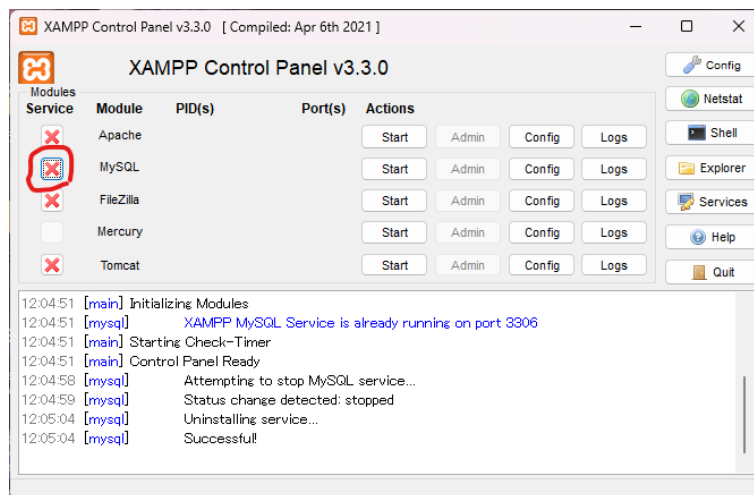 XAMPP Control Panel v3.3.0 [ Compiled: Apr 6th 2021 ]
XAMPP Control Panel v3.3.0
Config
Modules
Service Module PID(s) Port(s) Actions
Netstat
Apache Start Admin Config Logs
Shell
MySQL Start Admin Config Logs
Explorer
FileZilla Start Admin Config Logs
Services
Mercury Start Admin Config Logs
Help
Tomcat Start Admin Config Logs
Quit
12:04:51 [main] Initializing Modules
12:04:51 [mysql] XAMPP MySQL Service is already running on port 3306
12:04:51 [main] Starting Check-Timer
12:04:51 [main] Control Panel Ready
12:04:58 [mysql] Attempting to stop MySQL service...
12:04:59 [mysql] Status change detected: stopped
12:05:04 [mysql] Uninstalling service...
12:05:04 [mysql] Successful!